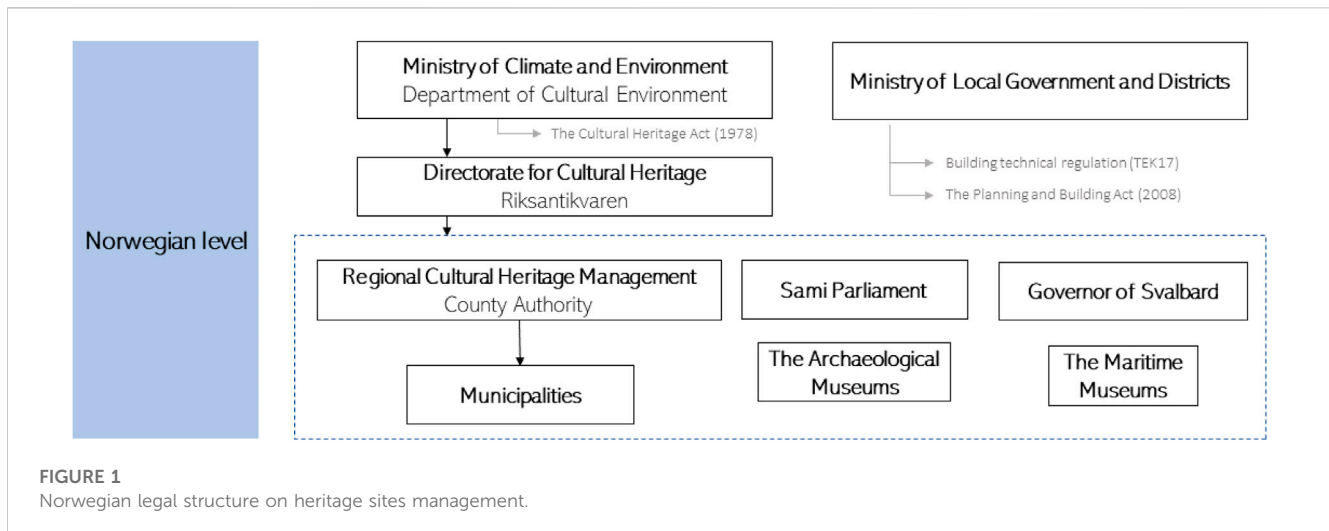 Norwegian level
Ministry of Climate and Environment
Department of Cultural Environment
The Cultural Heritage Act (1978)
Directorate for Cultural Heritage
Riksantikvaren
Ministry of Local Government and Districts
Building technical regulation (TEK17)
The Planning and Building Act (2008)
Regional Cultural Heritage Management
County Authority
Municipalities
Sami Parliament
The Archaeological
Museums
Governor of Svalbard
The Maritime
Museums
FIGURE 1
Norwegian legal structure on heritage sites management.